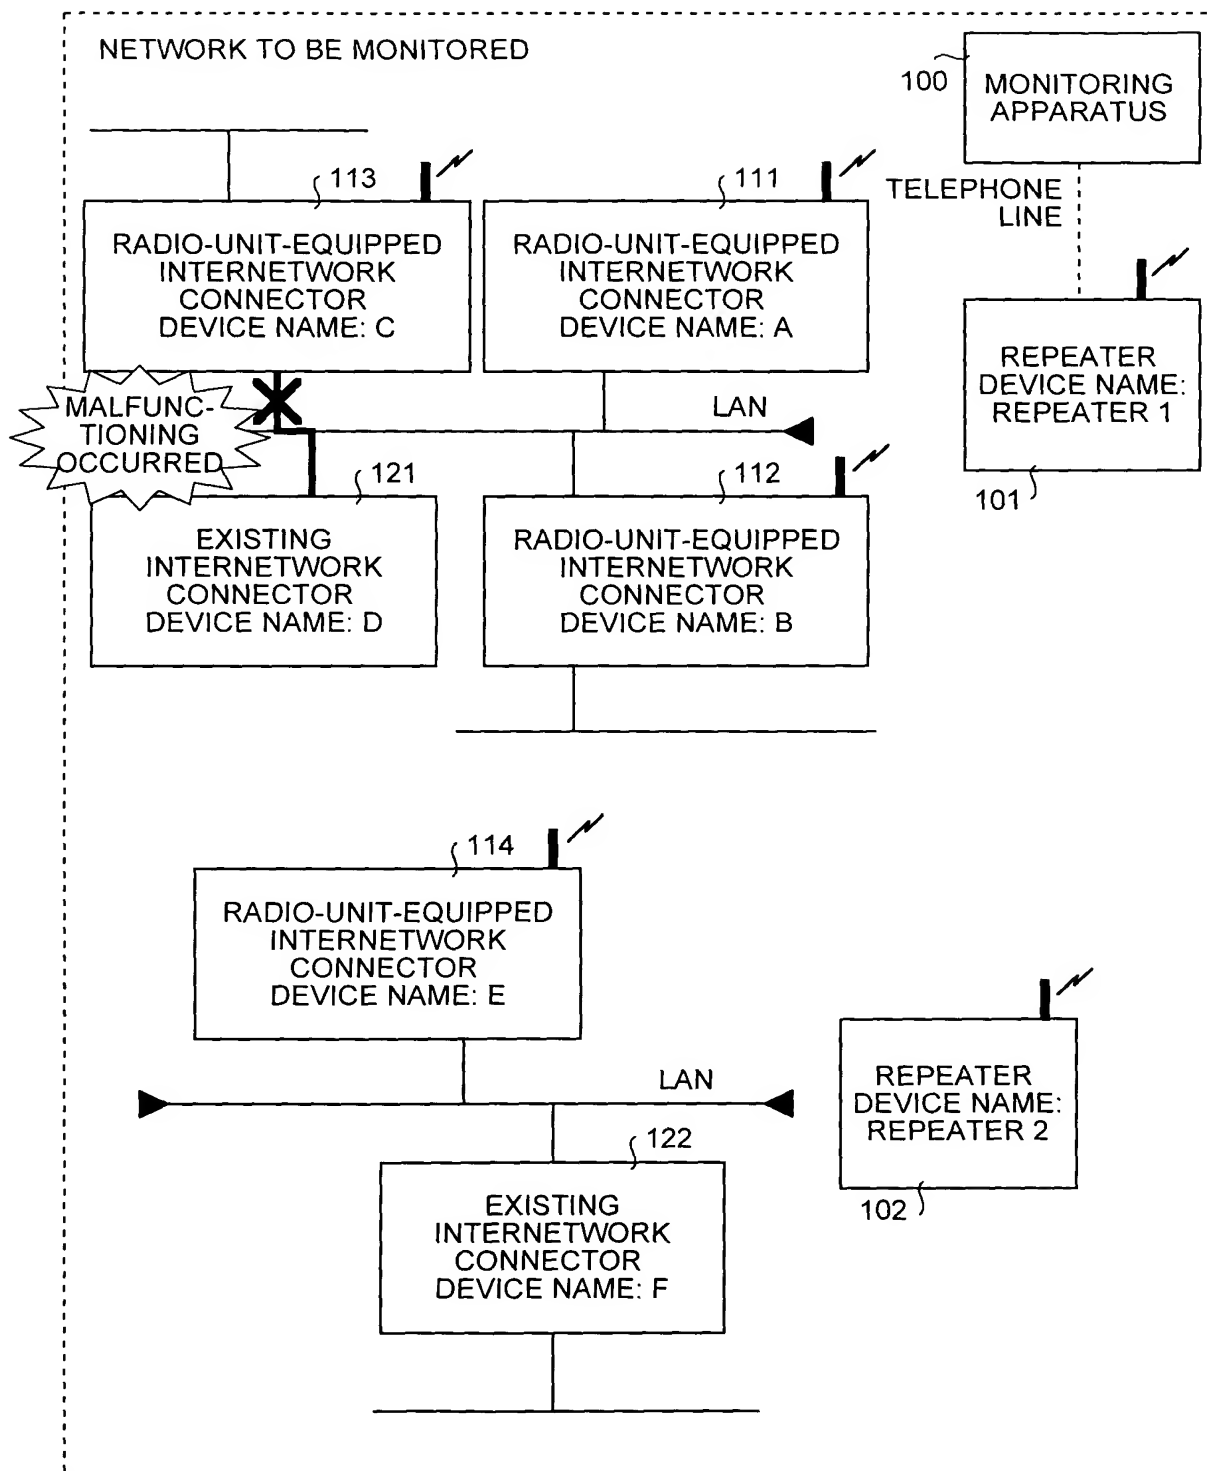 NETWORK TO BE MONITORED
100
MONITORING
APPARATUS
TELEPHONE
LINE
113
RADIO-UNIT-EQUIPPED
INTERNETWORK
CONNECTOR
DEVICE NAME: C
111
RADIO-UNIT-EQUIPPED
INTERNETWORK
CONNECTOR
DEVICE NAME: A
REPEATER
DEVICE NAME:
REPEATER 1
101
MALFUNC-
TIONING
OCCURRED
LAN
121
EXISTING
INTERNETWORK
CONNECTOR
DEVICE NAME: D
112
RADIO-UNIT-EQUIPPED
INTERNETWORK
CONNECTOR
DEVICE NAME: B
114
RADIO-UNIT-EQUIPPED
INTERNETWORK
CONNECTOR
DEVICE NAME: E
LAN
REPEATER
DEVICE NAME:
REPEATER 2
102
122
EXISTING
INTERNETWORK
CONNECTOR
DEVICE NAME: F